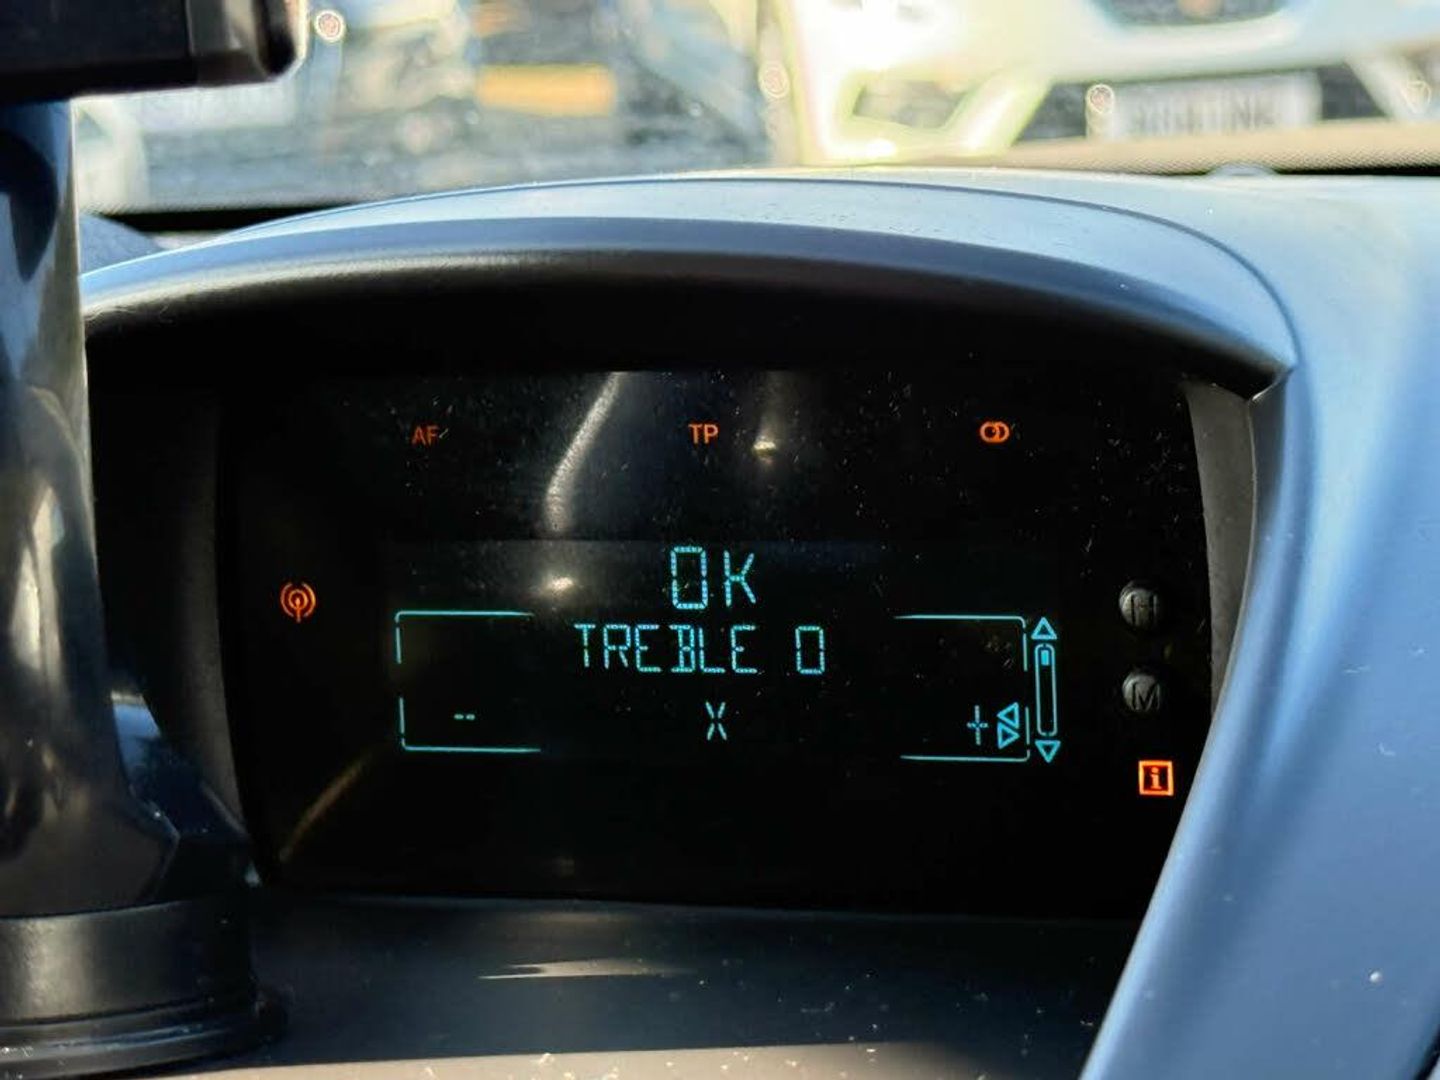 AF TP
OK
TREBLE 0
-- X +
H
M
i